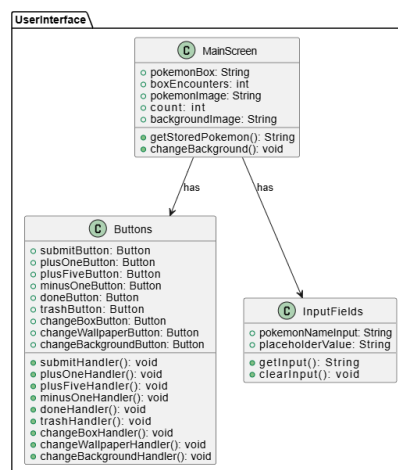 UserInterface
C MainScreen
pokemonBox: String
boxEncounters: int
pokemonImage: String
count: int
backgroundImage: String
getStoredPokemon(): String
changeBackground(): void
has
has
C Buttons
submitButton: Button
plusOneButton: Button
plusFiveButton: Button
minusOneButton: Button
doneButton: Button
trashButton: Button
changeBoxButton: Button
changeWallpaperButton: Button
changeBackgroundButton: Button
submitHandler(): void
plusOneHandler(): void
plusFiveHandler(): void
minusOneHandler(): void
doneHandler(): void
trashHandler(): void
changeBoxHandler(): void
changeWallpaperHandler(): void
changeBackgroundHandler(): void
C InputFields
pokemonNameInput: String
placeholderValue: String
getInput(): String
clearInput(): void